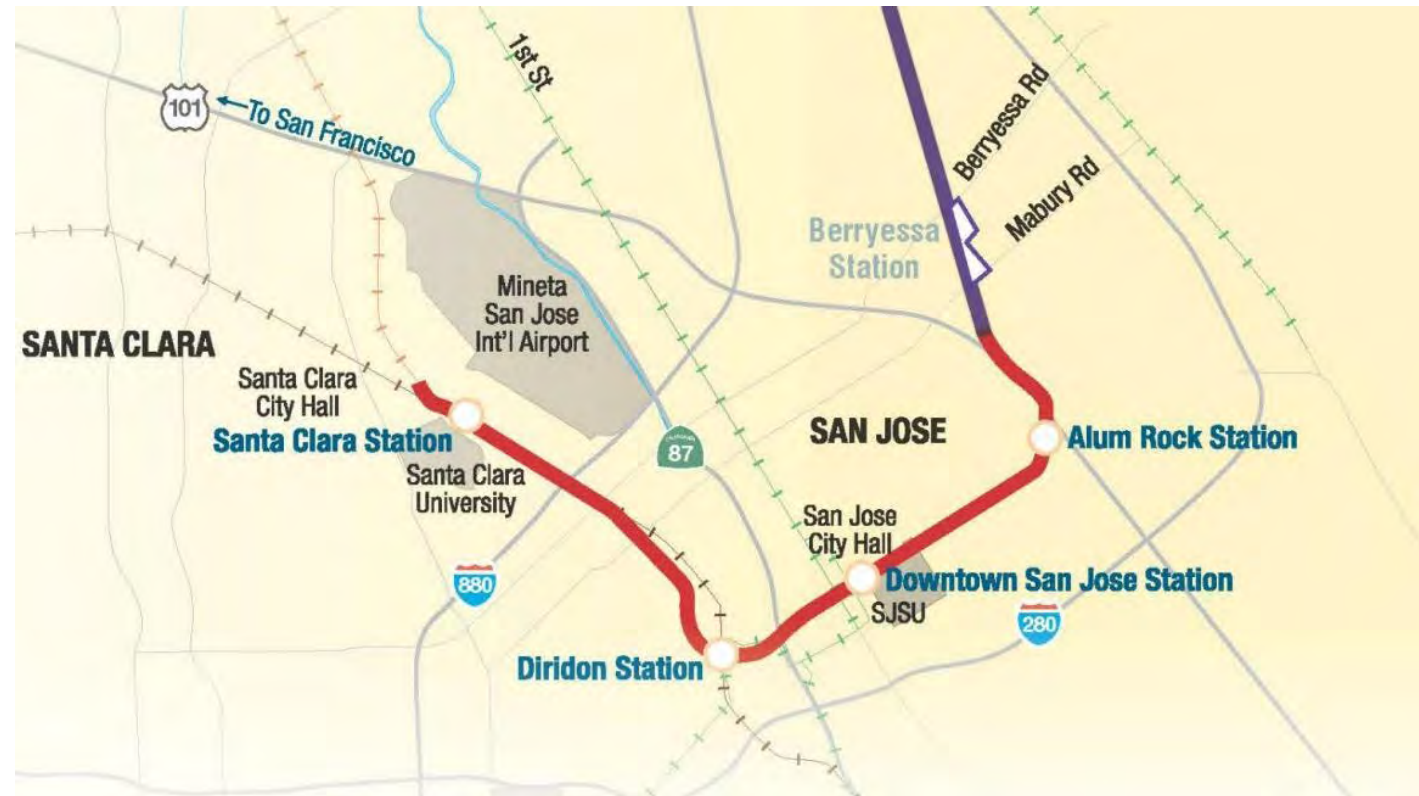 1st St
101
To San Francisco
Berryessa Rd
Mabury Rd
Berryessa
Station
Mineta
San Jose
Int'l Airport
SANTA CLARA
Santa Clara
City Hall
Santa Clara Station
Santa Clara
University
87
SAN JOSE
Alum Rock Station
San Jose
City Hall
Downtown San Jose Station
SJSU
880
280
Diridon Station